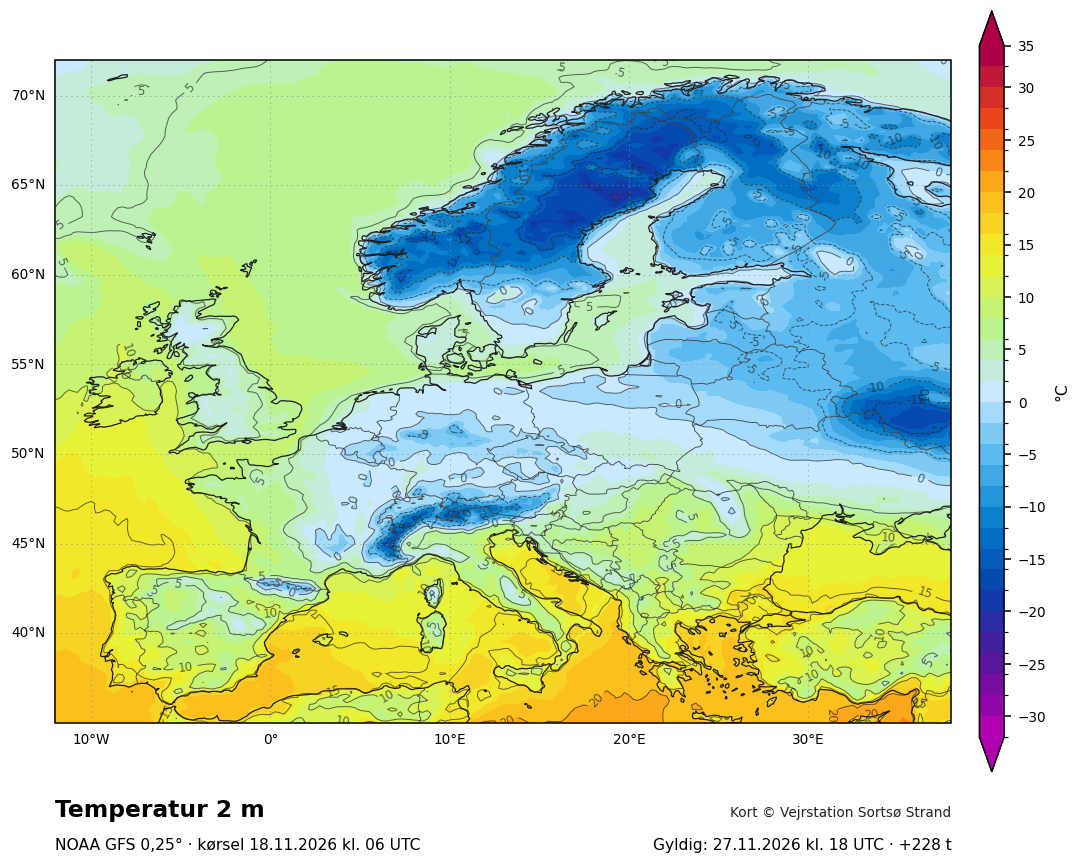 35
30
25
20
15
10
5
0
−5
−10
−15
−20
−25
−30
°C
70°N
65°N
60°N
55°N
50°N
45°N
40°N
10°W 0° 10°E 20°E 30°E
Temperatur 2 m
Kort © Vejrstation Sortsø Strand
NOAA GFS 0,25° · kørsel 18.11.2026 kl. 06 UTC
Gyldig: 27.11.2026 kl. 18 UTC · +228 t